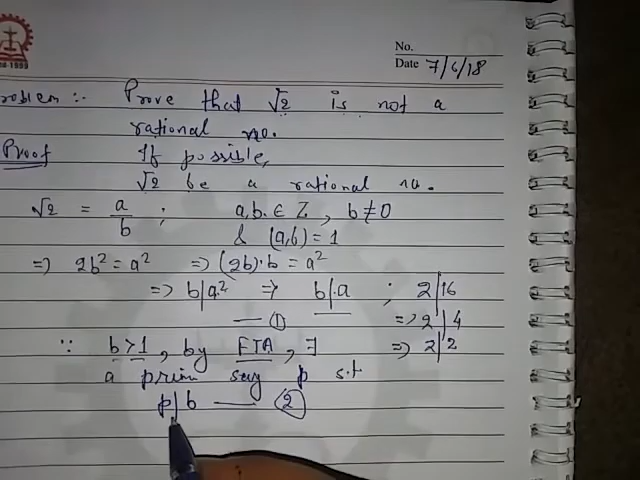 No.
Date 7/6/18
roblem :- Prove that √2 is not a
rational no.
Proof If possible,
√2 be a rational no.
√2 = a/b ; a,b. ∈ Z, b≠0
& (a,b) = 1
=> 2b² = a² => (2b)·b = a²
=> b|a² => b|a ; 2|16
— ① => 2|4
∵ b>1, by FTA, ∃ => 2|2
a prim say p s.t
p|b — ②